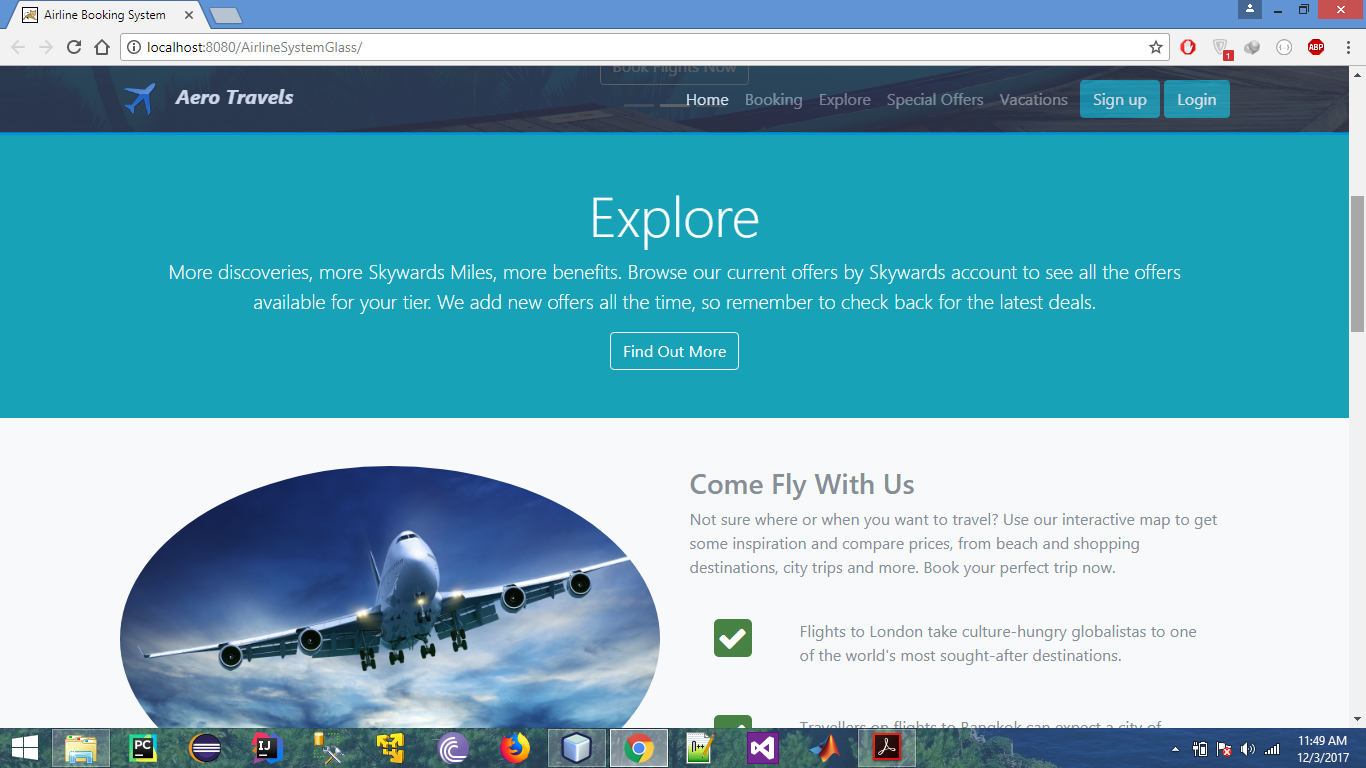 Airline Booking System
localhost:8080/AirlineSystemGlass/
1
ABP
Book Flights Now
Aero Travels
Home
Booking
Explore
Special Offers
Vacations
Sign up
Login
Explore
More discoveries, more Skywards Miles, more benefits. Browse our current offers by Skywards account to see all the offers
available for your tier. We add new offers all the time, so remember to check back for the latest deals.
Find Out More
Come Fly With Us
Not sure where or when you want to travel? Use our interactive map to get
some inspiration and compare prices, from beach and shopping
destinations, city trips and more. Book your perfect trip now.
Flights to London take culture-hungry globalistas to one
of the world's most sought-after destinations.
Travellers on flights to Bangkok can expect a city of
PC
IJ
11:49 AM
12/3/2017